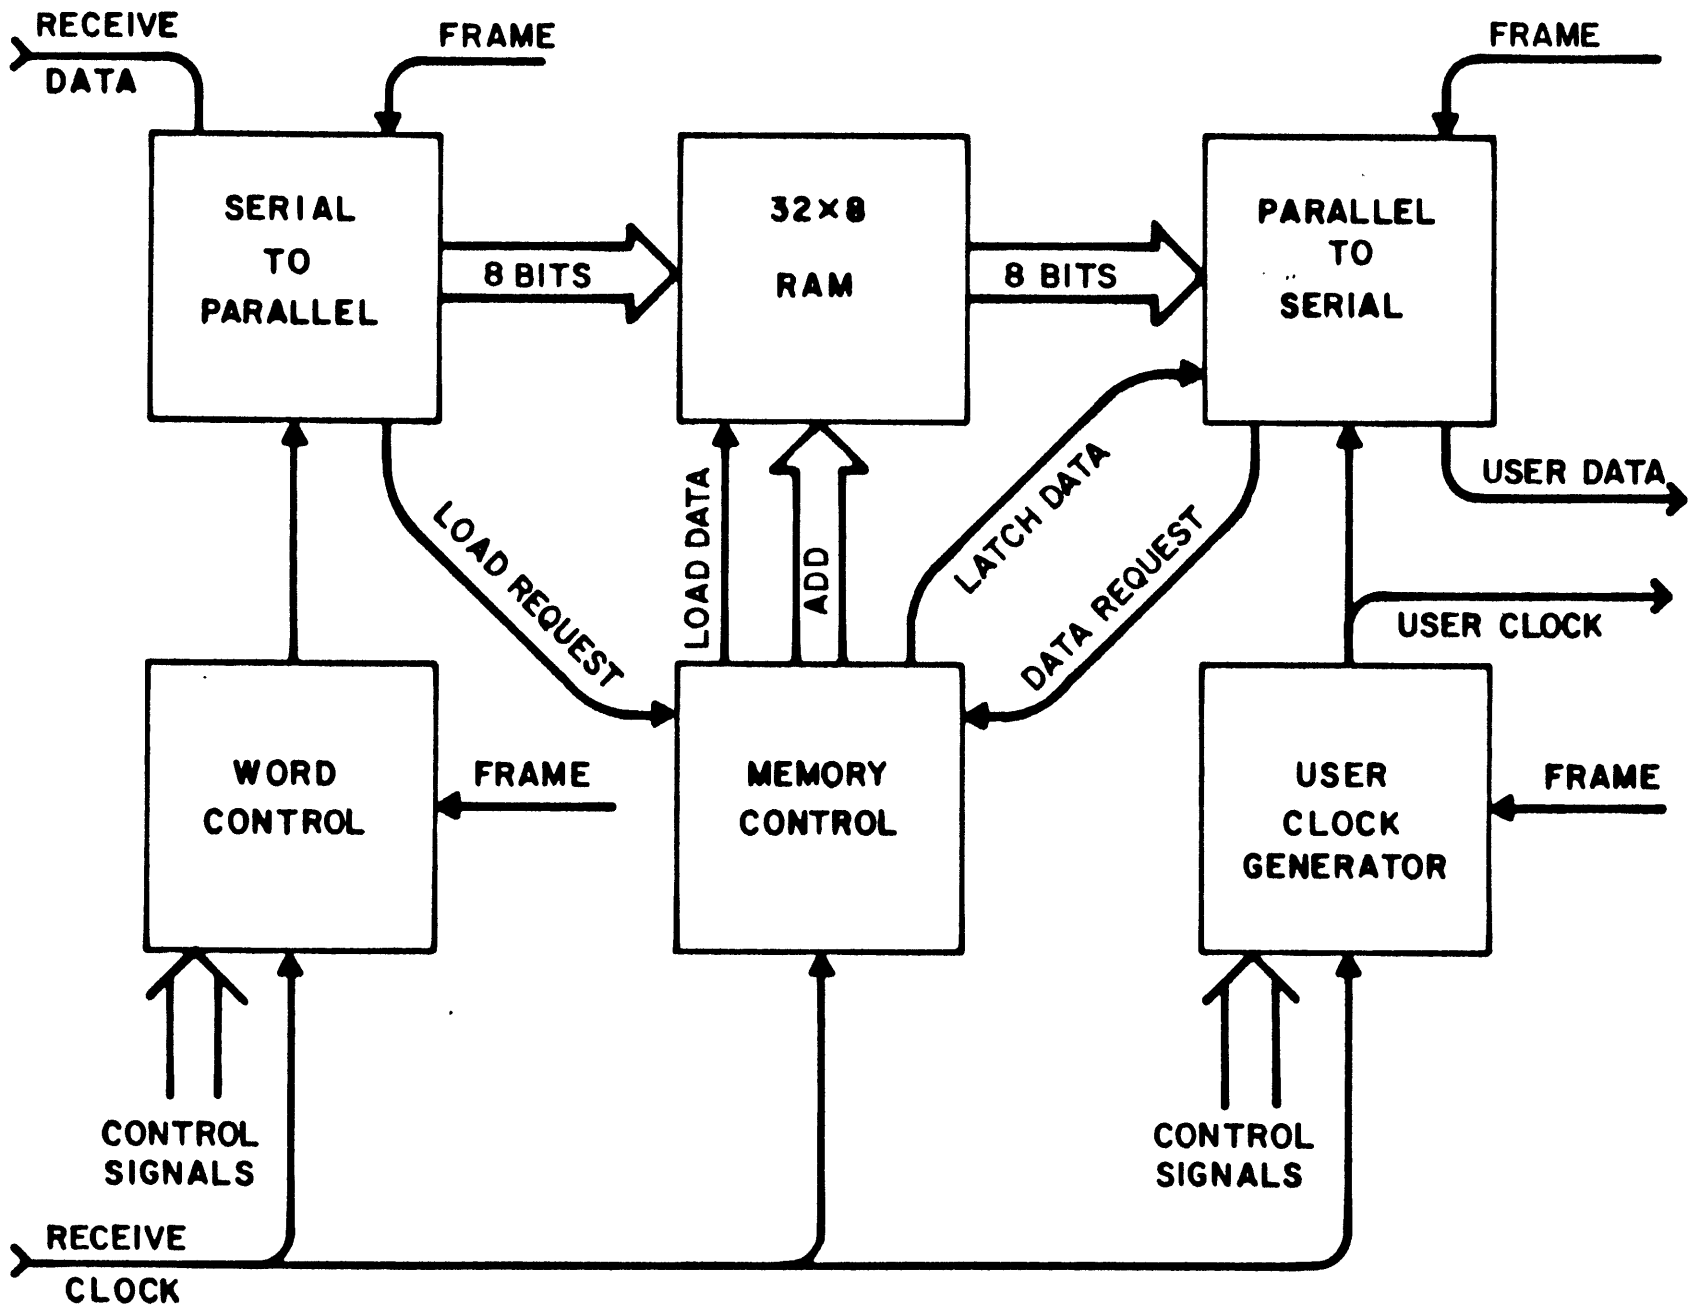 RECEIVE
DATA
FRAME
FRAME
SERIAL
TO
PARALLEL
8 BITS
32×8
RAM
8 BITS
PARALLEL
TO
SERIAL
LOAD REQUEST
LOAD DATA
ADD
LATCH DATA
DATA REQUEST
USER DATA
USER CLOCK
WORD
CONTROL
FRAME
MEMORY
CONTROL
USER
CLOCK
GENERATOR
FRAME
CONTROL
SIGNALS
CONTROL
SIGNALS
RECEIVE
CLOCK